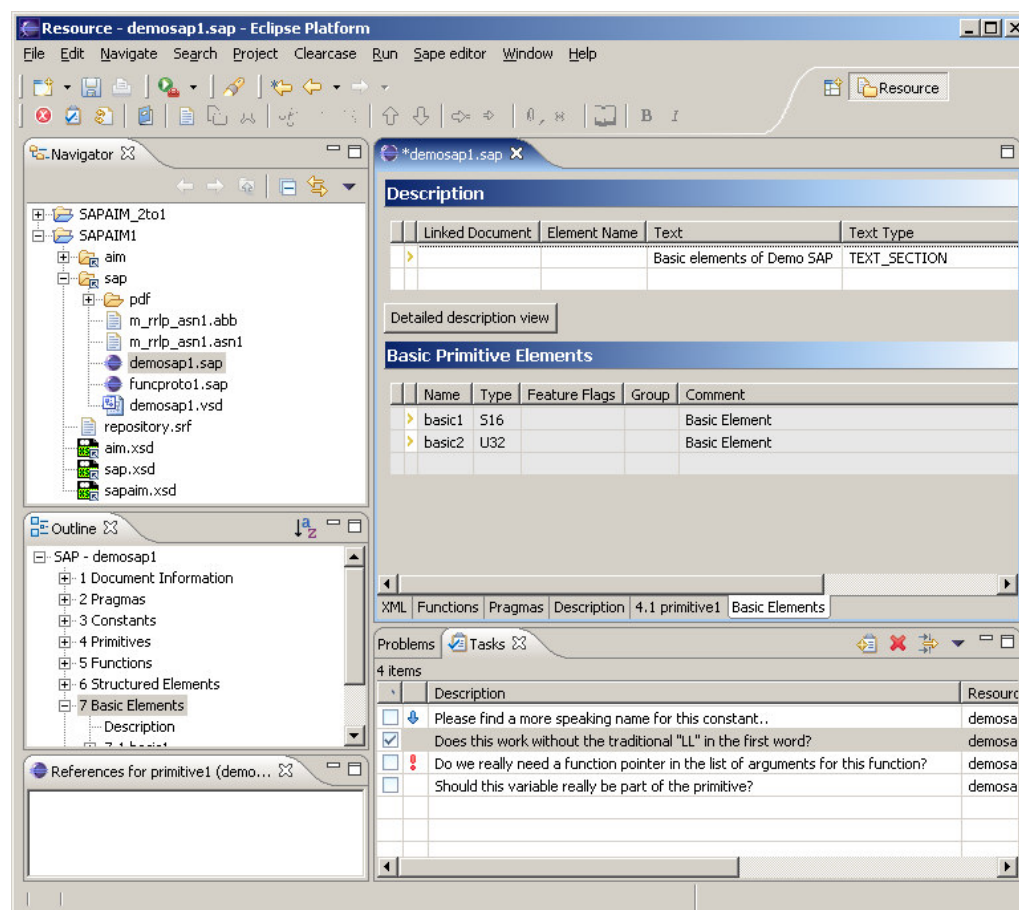 Resource - demosap1.sap - Eclipse Platform
File Edit Navigate Search Project Clearcase Run Sape editor Window Help
Resource
B I
Navigator
SAPAIM_2to1
SAPAIM1
aim
sap
pdf
m_rrlp_asn1.abb
m_rrlp_asn1.asn1
demosap1.sap
funcproto1.sap
demosap1.vsd
repository.srf
aim.xsd
sap.xsd
sapaim.xsd
Outline
SAP - demosap1
1 Document Information
2 Pragmas
3 Constants
4 Primitives
5 Functions
6 Structured Elements
7 Basic Elements
Description
7.1 basic1
References for primitive1 (demo...
*demosap1.sap
Description
Linked Document Element Name Text Text Type
Basic elements of Demo SAP TEXT_SECTION
Detailed description view
Basic Primitive Elements
Name Type Feature Flags Group Comment
basic1 S16 Basic Element
basic2 U32 Basic Element
XML Functions Pragmas Description 4.1 primitive1 Basic Elements
Problems Tasks
4 items
Description Resourc
Please find a more speaking name for this constant.. demosa
Does this work without the traditional "LL" in the first word? demosa
Do we really need a function pointer in the list of arguments for this function? demosa
Should this variable really be part of the primitive? demosa